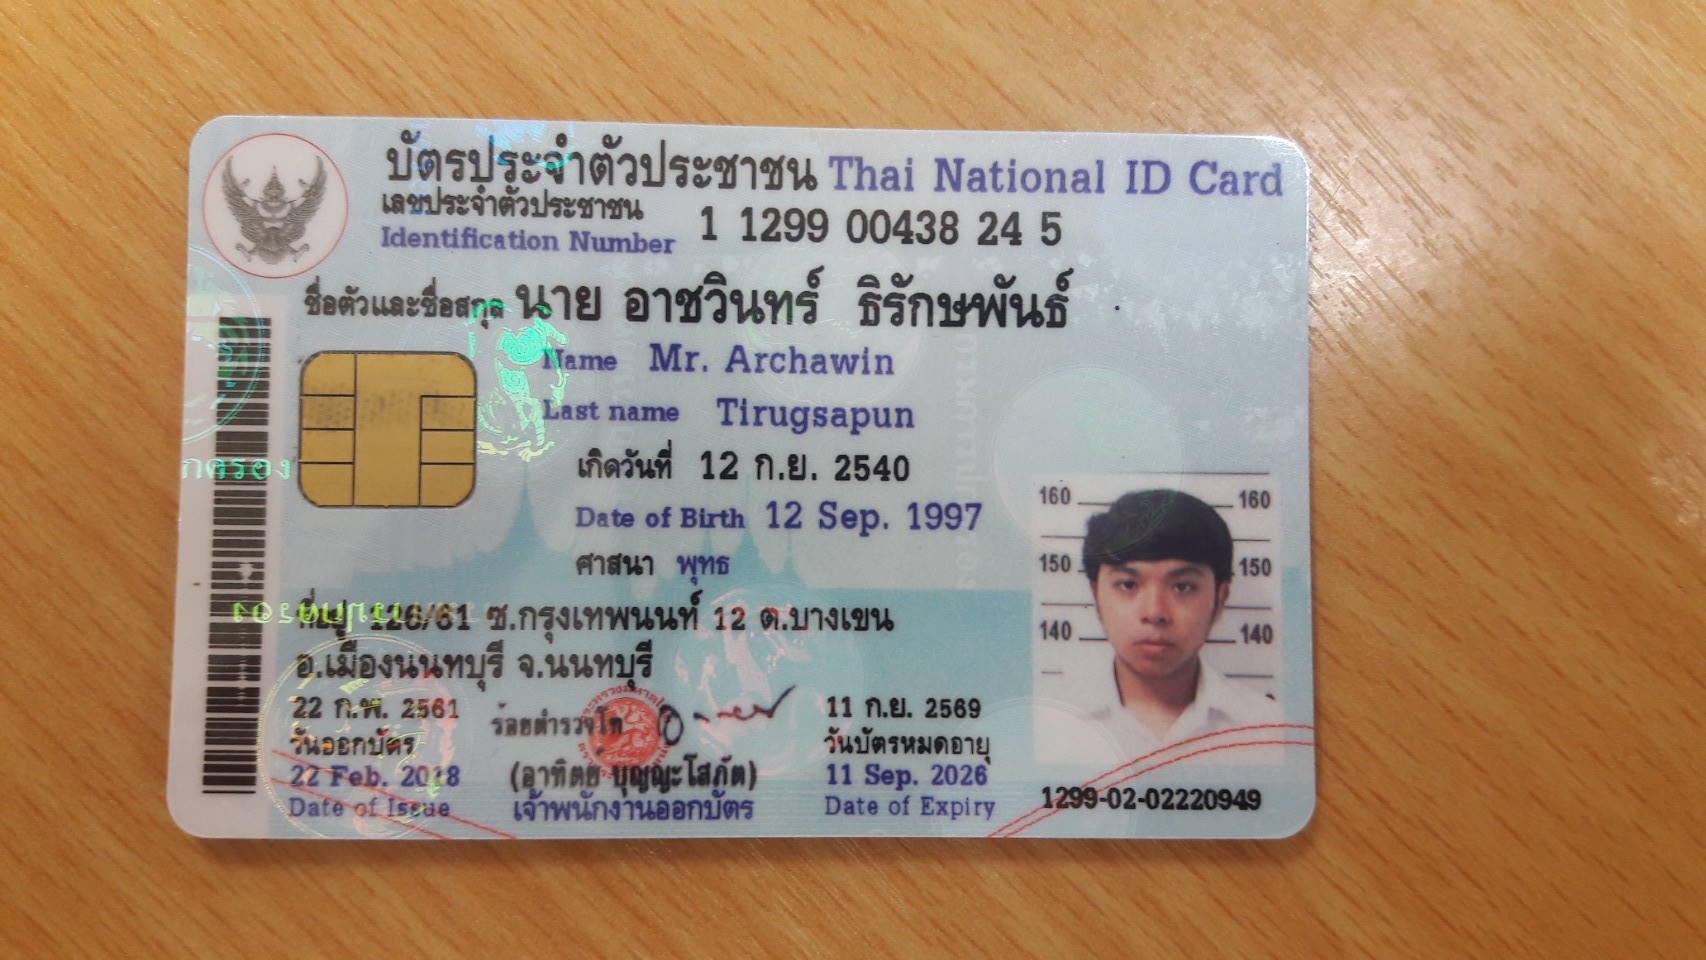 บัตรประจำตัวประชาชน Thai National ID Card
เลขประจำตัวประชาชน
Identification Number 1 1299 00438 24 5
ชื่อตัวและชื่อสกุล นาย อาชวินทร์ ธิรักษพันธ์
Name Mr. Archawin
Last name Tirugsapun
เกิดวันที่ 12 ก.ย. 2540
Date of Birth 12 Sep. 1997
ศาสนา พุทธ
กครอง
ที่อยู่ 126/61 ซ.กรุงเทพนนท์ 12 ต.บางเขน
อ.เมืองนนทบุรี จ.นนทบุรี
160 160
150 150
140 140
22 ก.พ. 2561
วันออกบัตร
22 Feb. 2018
Date of Issue
ร้อยตำรวจโท
(อาทิตย์ บุญญะโสภัต)
เจ้าพนักงานออกบัตร
11 ก.ย. 2569
วันบัตรหมดอายุ
11 Sep. 2026
Date of Expiry
1299-02-02220949